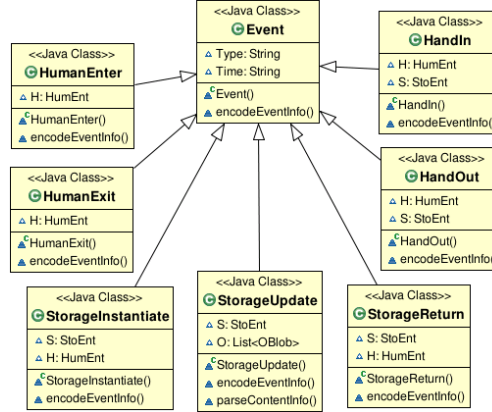 <<Java Class>>
Event
Type: String
Time: String
Event()
encodeEventInfo()
<<Java Class>>
HumanEnter
H: HumEnt
HumanEnter()
encodeEventInfo()
<<Java Class>>
HandIn
H: HumEnt
S: StoEnt
HandIn()
encodeEventInfo()
<<Java Class>>
HumanExit
H: HumEnt
HumanExit()
encodeEventInfo()
<<Java Class>>
HandOut
H: HumEnt
S: StoEnt
HandOut()
encodeEventInfo()
<<Java Class>>
StorageInstantiate
S: StoEnt
H: HumEnt
StorageInstantiate()
encodeEventInfo()
<<Java Class>>
StorageUpdate
S: StoEnt
O: List<OBlob>
StorageUpdate()
encodeEventInfo()
parseContentInfo()
<<Java Class>>
StorageReturn
S: StoEnt
H: HumEnt
StorageReturn()
encodeEventInfo()